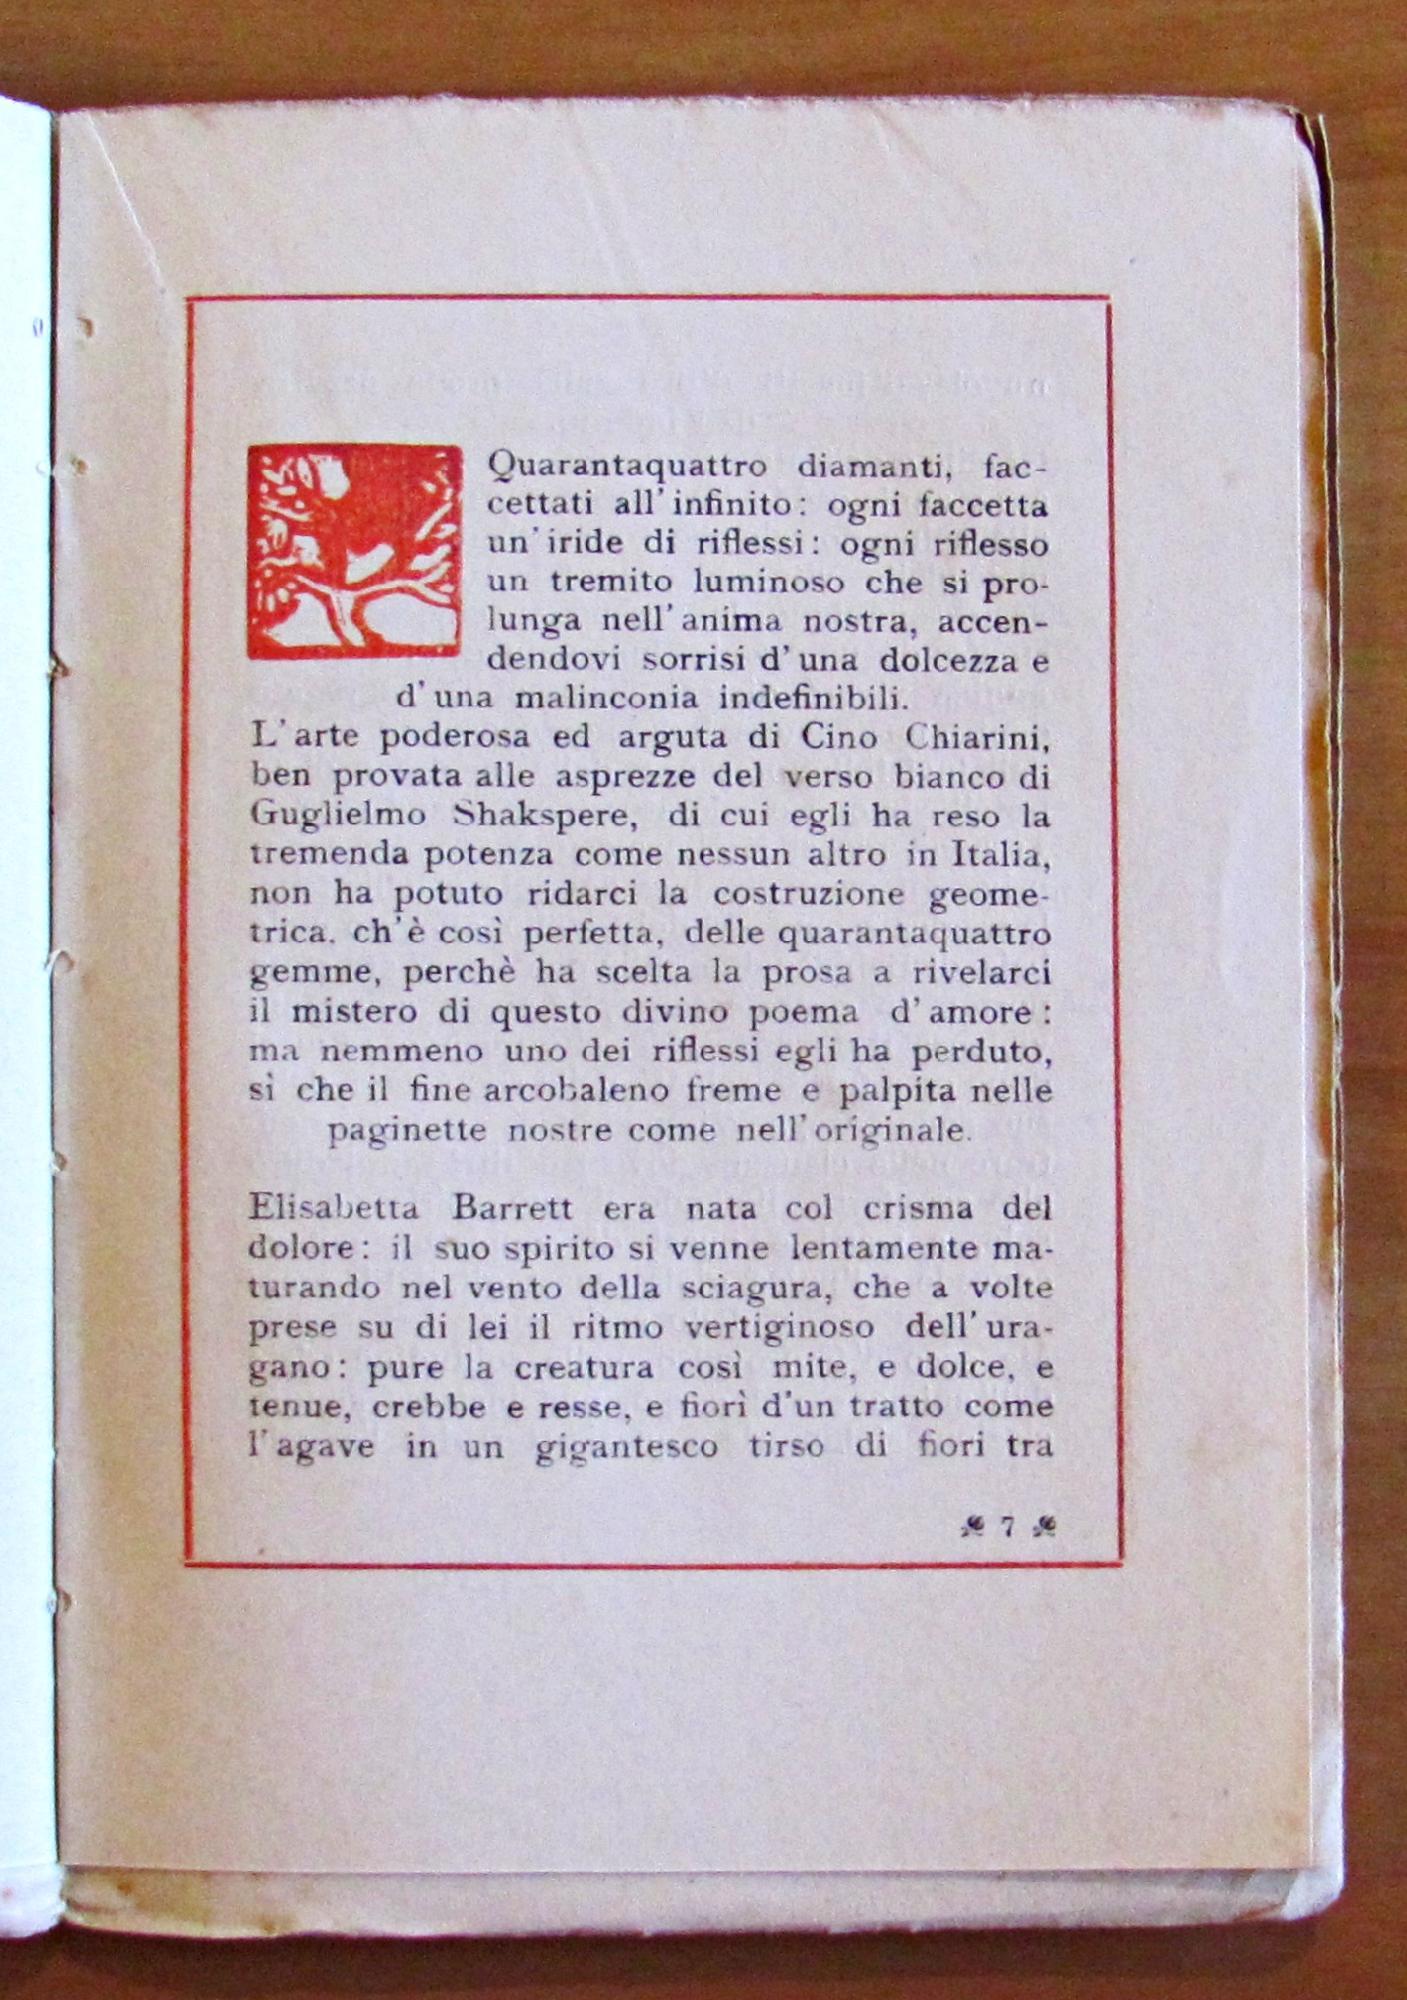 Quarantaquattro diamanti, fac-
cettati all'infinito: ogni faccetta
un'iride di riflessi: ogni riflesso
un tremito luminoso che si pro-
lunga nell'anima nostra, accen-
dendovi sorrisi d'una dolcezza e
d'una malinconia indefinibili.
L'arte poderosa ed arguta di Cino Chiarini,
ben provata alle asprezze del verso bianco di
Guglielmo Shakspere, di cui egli ha reso la
tremenda potenza come nessun altro in Italia,
non ha potuto ridarci la costruzione geome-
trica. ch'è così perfetta, delle quarantaquattro
gemme, perchè ha scelta la prosa a rivelarci
il mistero di questo divino poema d'amore:
ma nemmeno uno dei riflessi egli ha perduto,
sì che il fine arcobaleno freme e palpita nelle
paginette nostre come nell'originale.
Elisabetta Barrett era nata col crisma del
dolore: il suo spirito si venne lentamente ma-
turando nel vento della sciagura, che a volte
prese su di lei il ritmo vertiginoso dell'ura-
gano: pure la creatura così mite, e dolce, e
tenue, crebbe e resse, e fiorì d'un tratto come
l'agave in un gigantesco tirso di fiori tra
7